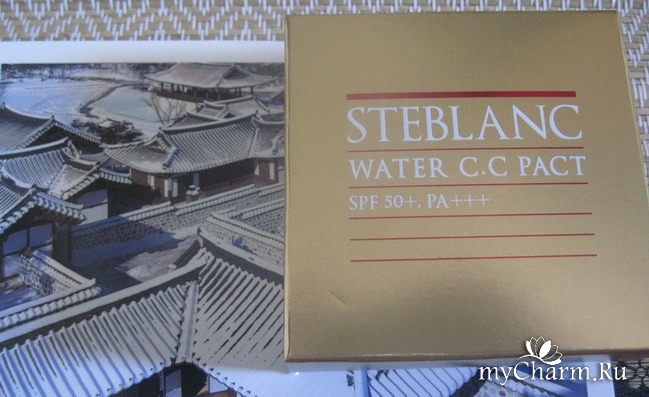 STEBLANC
WATER C.C PACT
SPF 50+, PA+++
myCharm.Ru